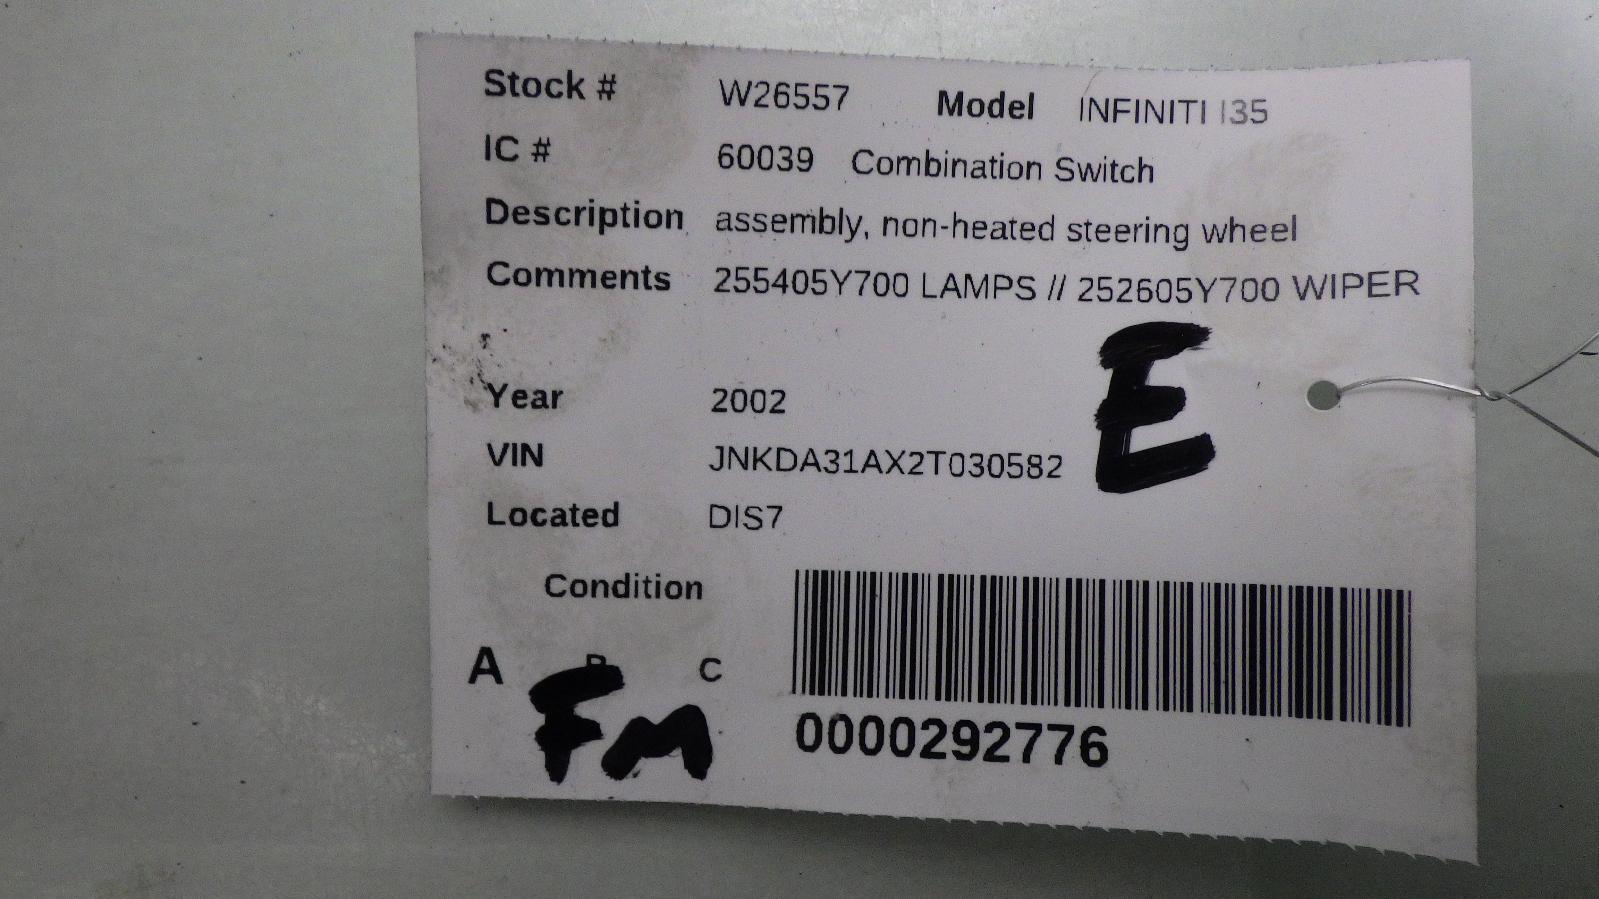 Stock # W26557 Model INFINITI I35
IC # 60039 Combination Switch
Description assembly, non-heated steering wheel
Comments 255405Y700 LAMPS // 252605Y700 WIPER
E
Year 2002
VIN JNKDA31AX2T030582
Located DIS7
Condition
A B C
Fm
0000292776